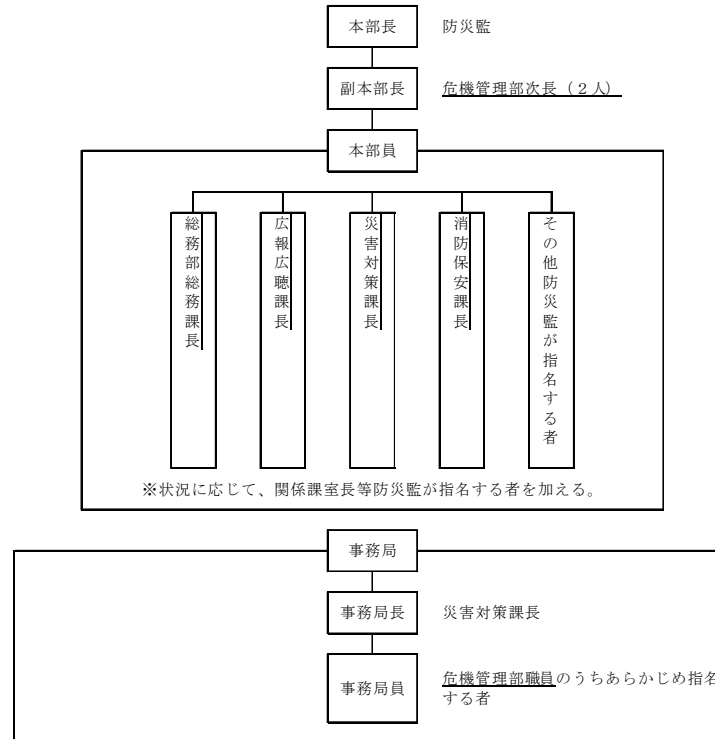 本部長　防災監
副本部長　危機管理部次長（２人）
本部員
総務部総務課長
広報広聴課長
災害対策課長
消防保安課長
その他防災監が指名する者
※状況に応じて、関係課室長等防災監が指名する者を加える。
事務局
事務局長　災害対策課長
事務局員　危機管理部職員のうちあらかじめ指名
する者